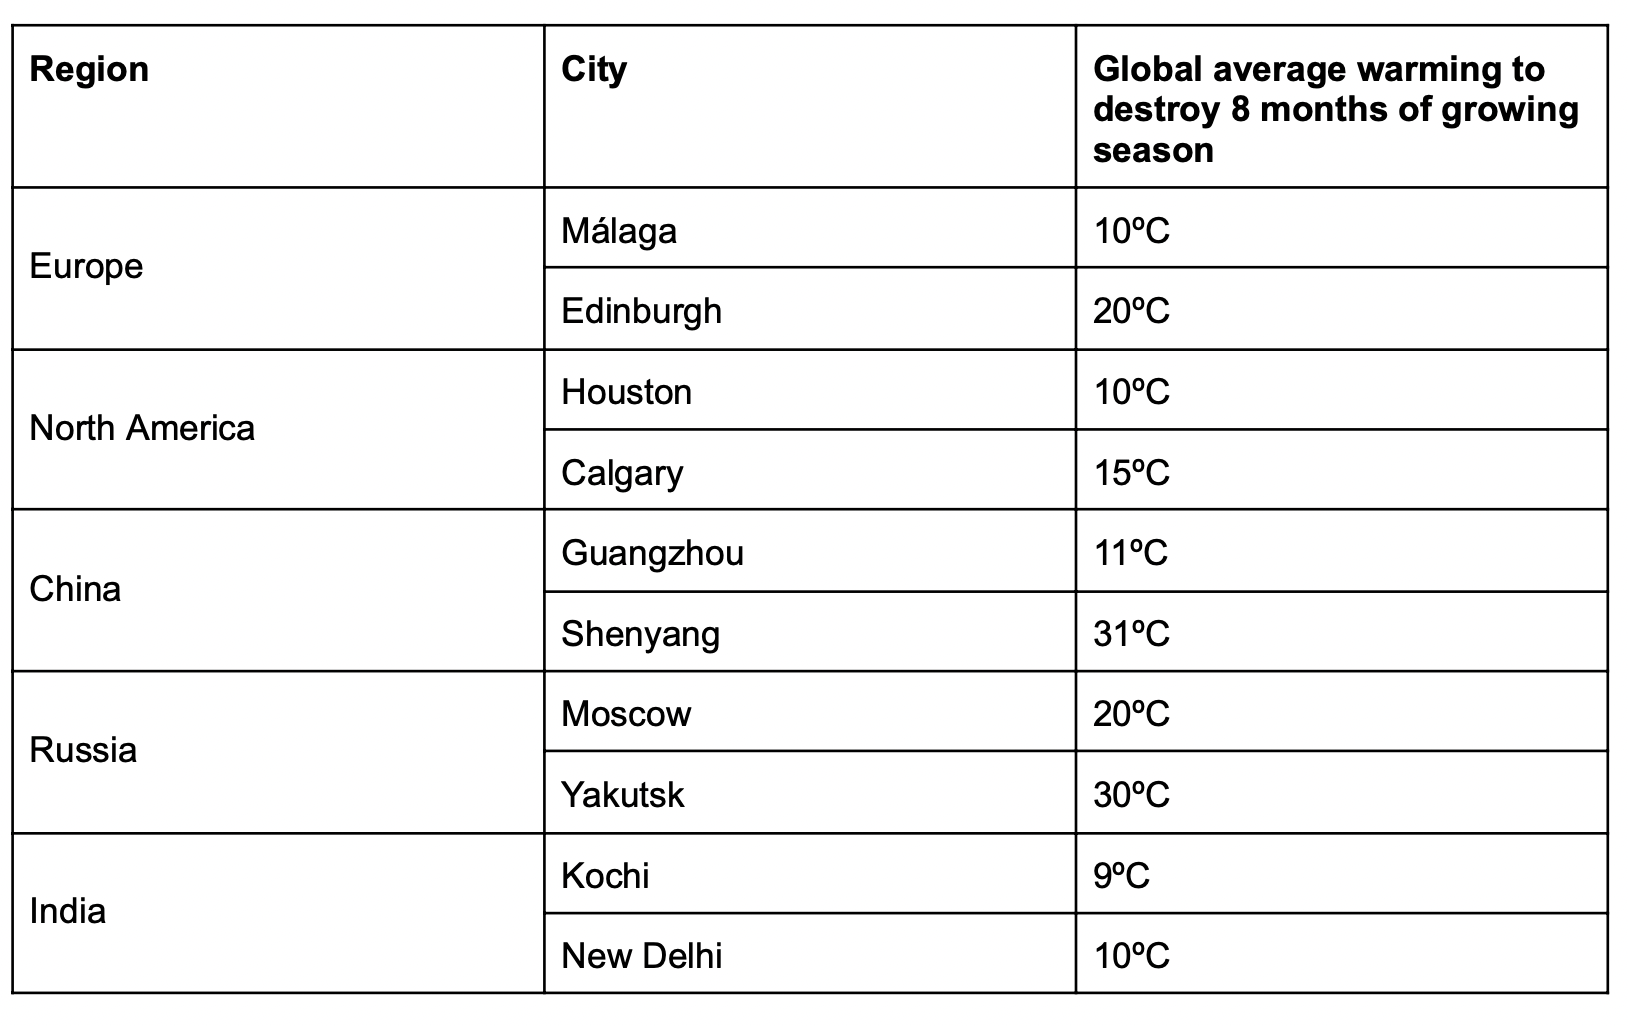 Region
City
Global average warming to
destroy 8 months of growing
season
Europe
Málaga
10ºC
Edinburgh
20ºC
North America
Houston
10ºC
Calgary
15ºC
China
Guangzhou
11ºC
Shenyang
31ºC
Russia
Moscow
20ºC
Yakutsk
30ºC
India
Kochi
9ºC
New Delhi
10ºC